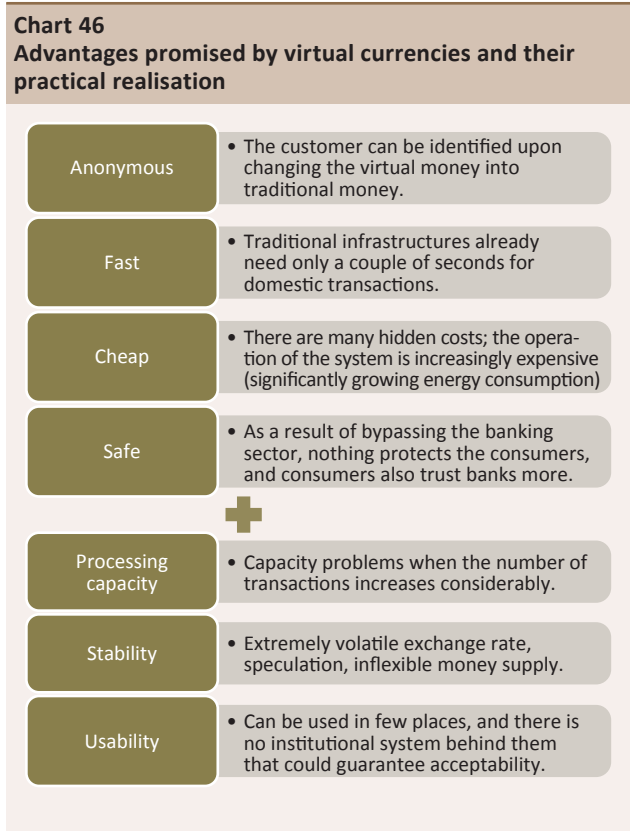 Chart 46
Advantages promised by virtual currencies and their
practical realisation
Anonymous
• The customer can be identified upon
changing the virtual money into
traditional money.
Fast
• Traditional infrastructures already
need only a couple of seconds for
domestic transactions.
Cheap
• There are many hidden costs; the opera-
tion of the system is increasingly expensive
(significantly growing energy consumption)
Safe
• As a result of bypassing the banking
sector, nothing protects the consumers,
and consumers also trust banks more.
Processing
capacity
• Capacity problems when the number of
transactions increases considerably.
Stability
• Extremely volatile exchange rate,
speculation, inflexible money supply.
Usability
• Can be used in few places, and there is
no institutional system behind them
that could guarantee acceptability.